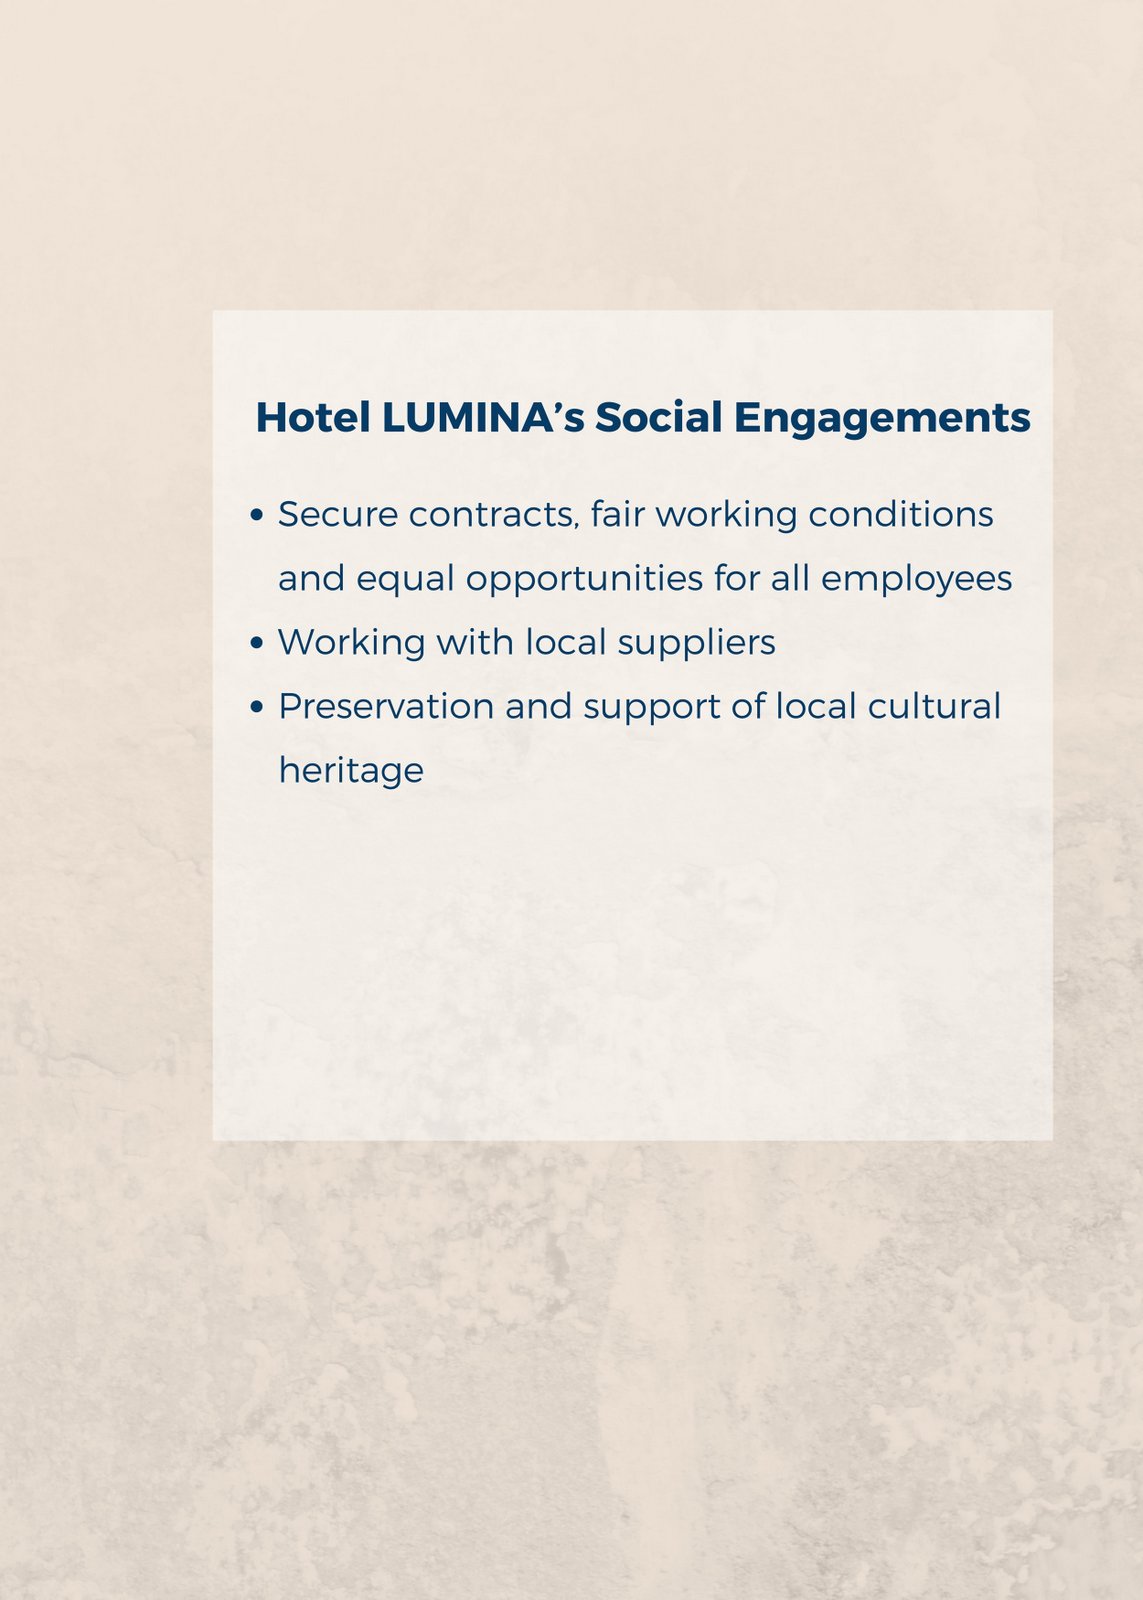 Hotel LUMINA’s Social Engagements
• Secure contracts, fair working conditions
and equal opportunities for all employees
• Working with local suppliers
• Preservation and support of local cultural
heritage